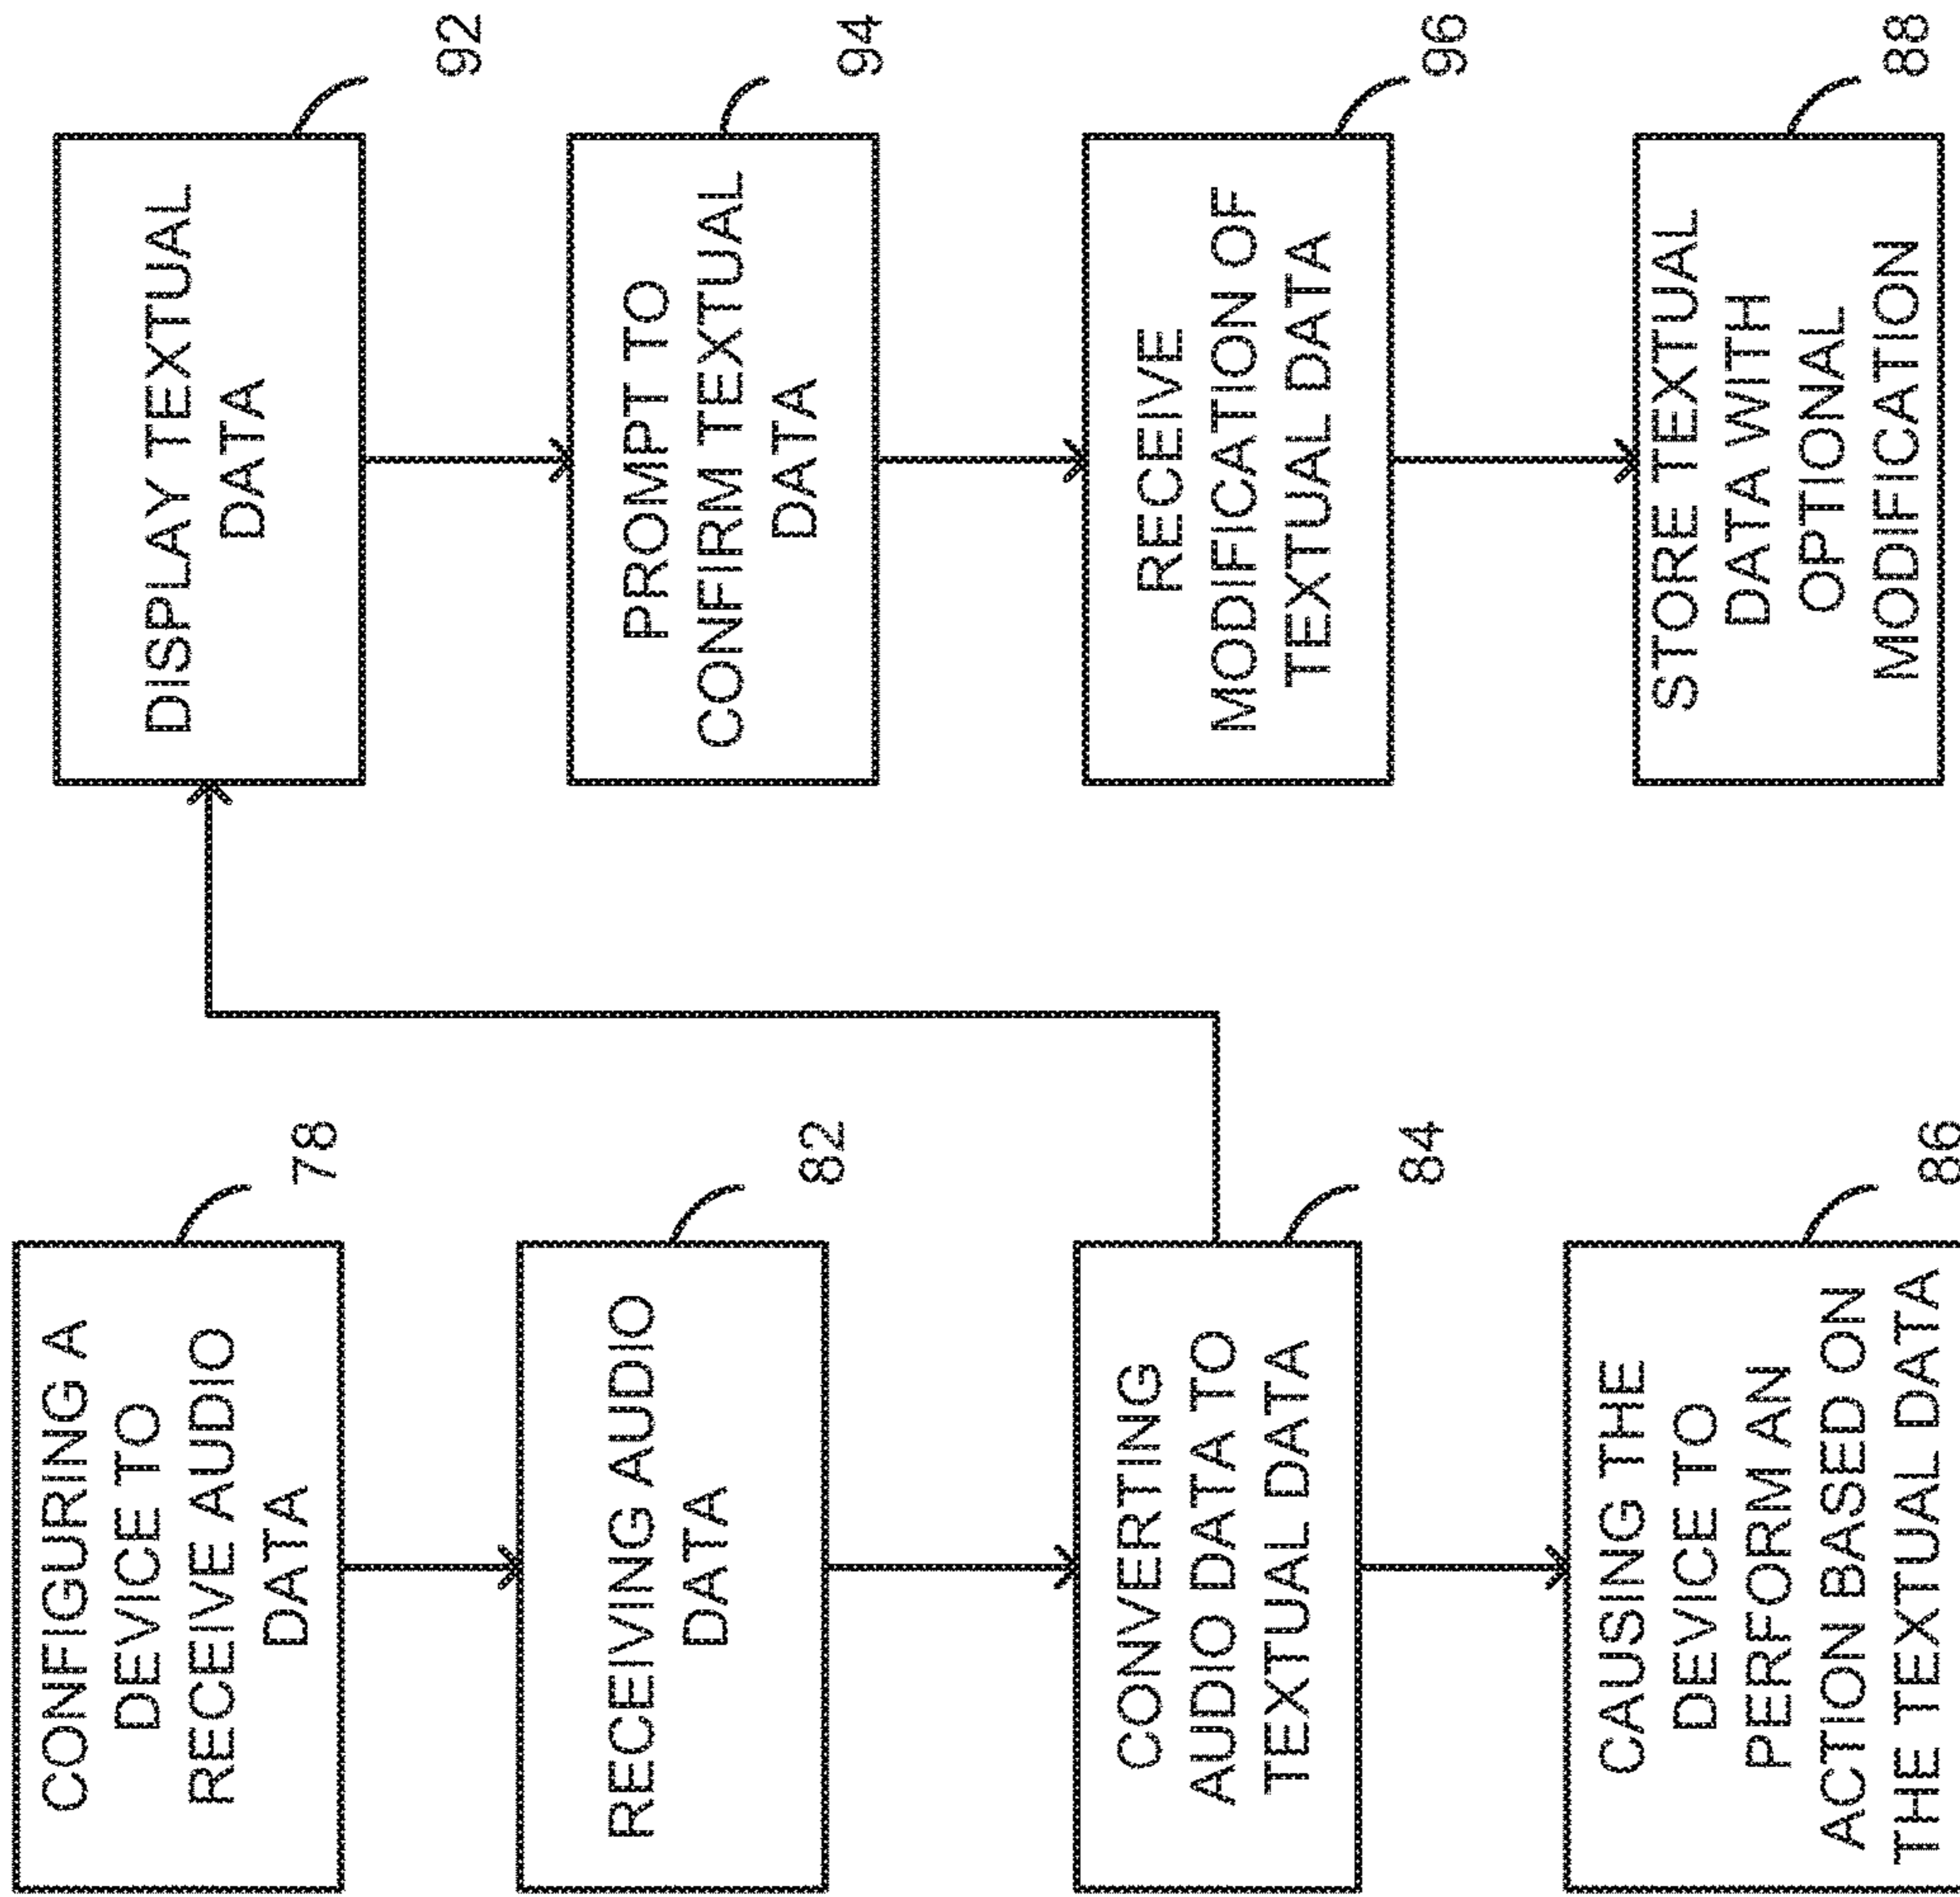 CONFIGURING A
DEVICE TO
RECEIVE AUDIO
DATA
78
RECEIVING AUDIO
DATA
82
CONVERTING
AUDIO DATA TO
TEXTUAL DATA
84
CAUSING THE
DEVICE TO
PERFORM AN
ACTION BASED ON
THE TEXTUAL DATA
86
DISPLAY TEXTUAL
DATA
92
PROMPT TO
CONFIRM TEXTUAL
DATA
94
RECEIVE
MODIFICATION OF
TEXTUAL DATA
96
STORE TEXTUAL
DATA WITH
OPTIONAL
MODIFICATION
88